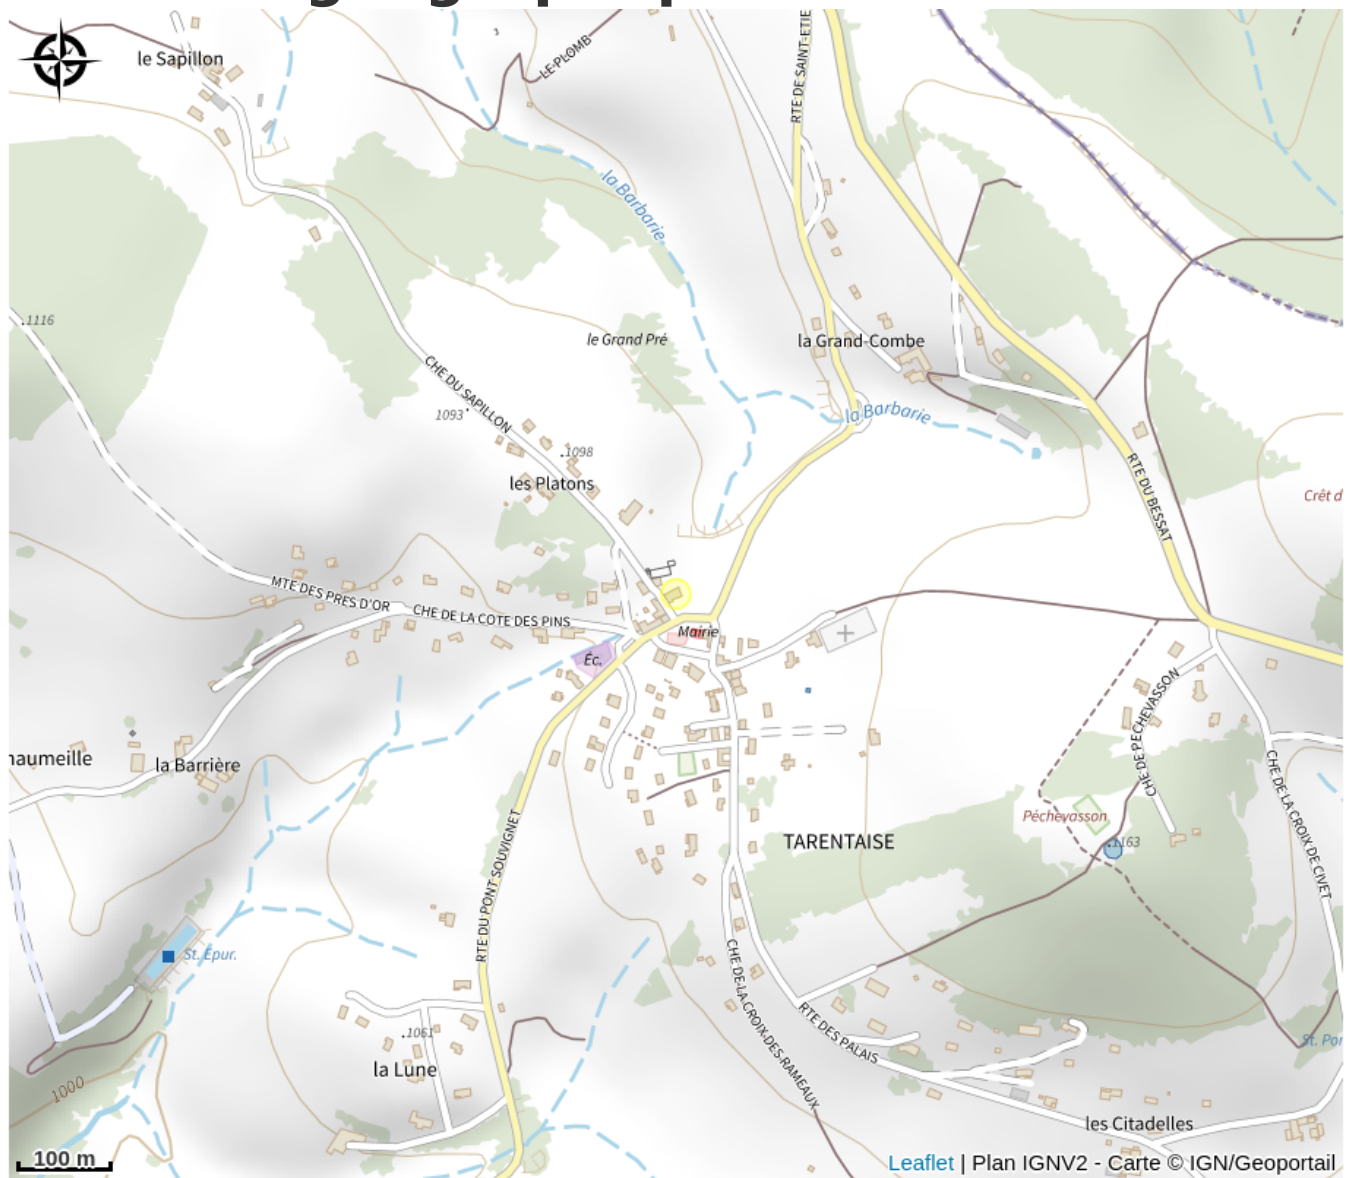 le Sapillon
LE PLOMB
RTE DE SAINT-ETIE
la Barbarie
1116
le Grand Pré
la Grand-Combe
CHE DU SAPILLON
1093
la Barbarie
1098
les Platons
RTE DU BESSAT
Crêt d
MTE DES PRES D'OR
CHE DE LA COTE DES PINS
Mairie
Éc.
CHE DE PECHEVASSON
haumeille
la Barrière
CHE DE LA CROIX DE CIVET
Péchevasson
TARENTAISE
1163
RTE DU PONT SOUVIGNET
St. Épur.
CHE DE LA CROIX DES RAMEAUX
RTE DES PALAIS
1061
St. Por
la Lune
1000
les Citadelles
100 m
Leaflet | Plan IGNV2 - Carte © IGN/Geoportail